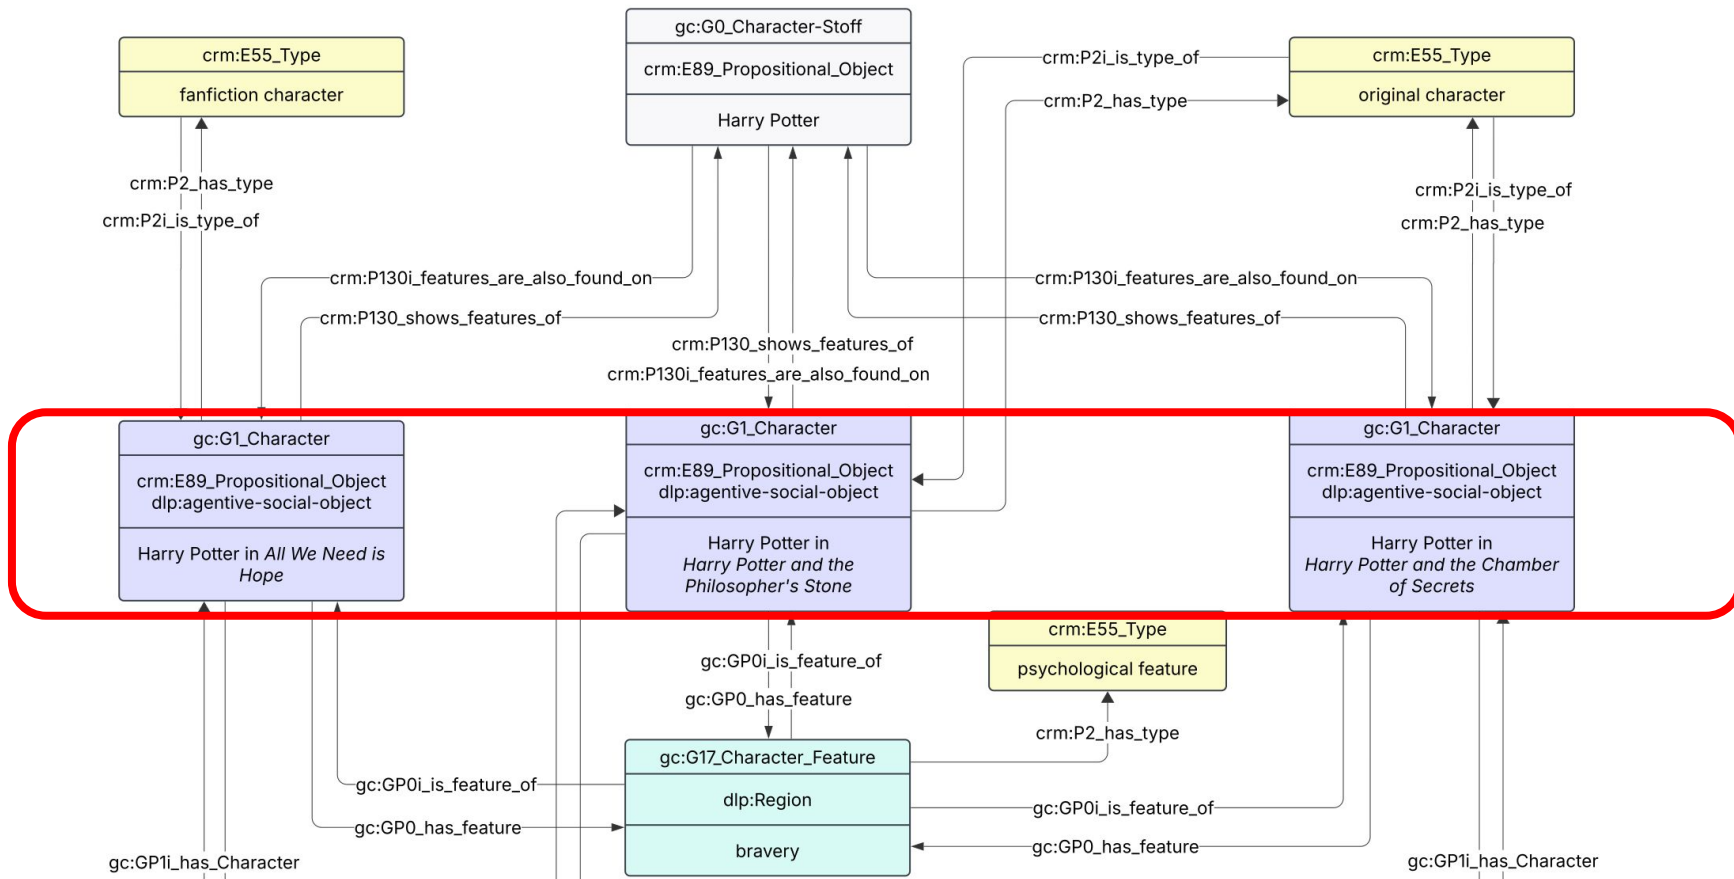 gc:G0_Character-Stoff
crm:E89_Propositional_Object
Harry Potter
crm:E55_Type
fanfiction character
crm:E55_Type
original character
crm:P2i_is_type_of
crm:P2_has_type
crm:P2_has_type
crm:P2i_is_type_of
crm:P2i_is_type_of
crm:P2_has_type
crm:P130i_features_are_also_found_on
crm:P130_shows_features_of
crm:P130i_features_are_also_found_on
crm:P130_shows_features_of
crm:P130_shows_features_of
crm:P130i_features_are_also_found_on
gc:G1_Character
crm:E89_Propositional_Object
dlp:agentive-social-object
Harry Potter in All We Need is
Hope
gc:G1_Character
crm:E89_Propositional_Object
dlp:agentive-social-object
Harry Potter in
Harry Potter and the
Philosopher's Stone
gc:G1_Character
crm:E89_Propositional_Object
dlp:agentive-social-object
Harry Potter in
Harry Potter and the Chamber
of Secrets
crm:E55_Type
psychological feature
gc:GP0i_is_feature_of
gc:GP0_has_feature
crm:P2_has_type
gc:G17_Character_Feature
dlp:Region
bravery
gc:GP0i_is_feature_of
gc:GP0_has_feature
gc:GP0i_is_feature_of
gc:GP0_has_feature
gc:GP1i_has_Character
gc:GP1i_has_Character